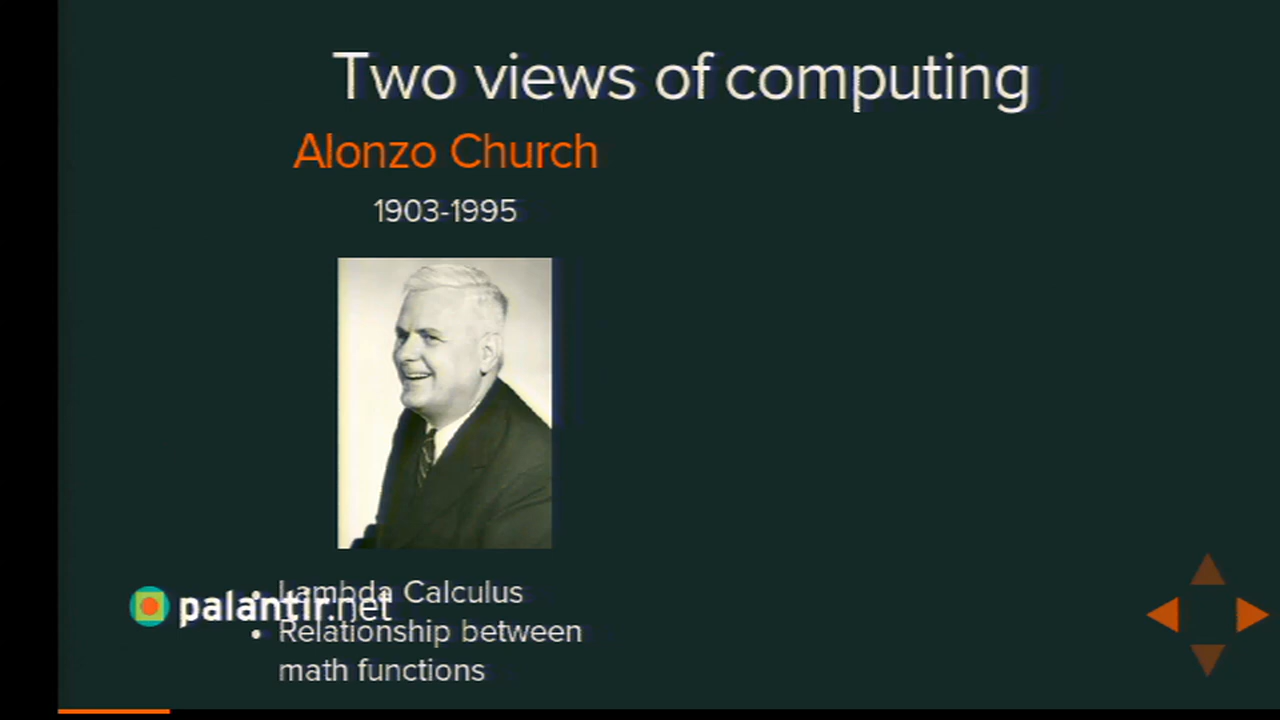 Two views of computing
Alonzo Church
1903-1995
• Lambda Calculus
palantir.net
• Relationship between
math functions